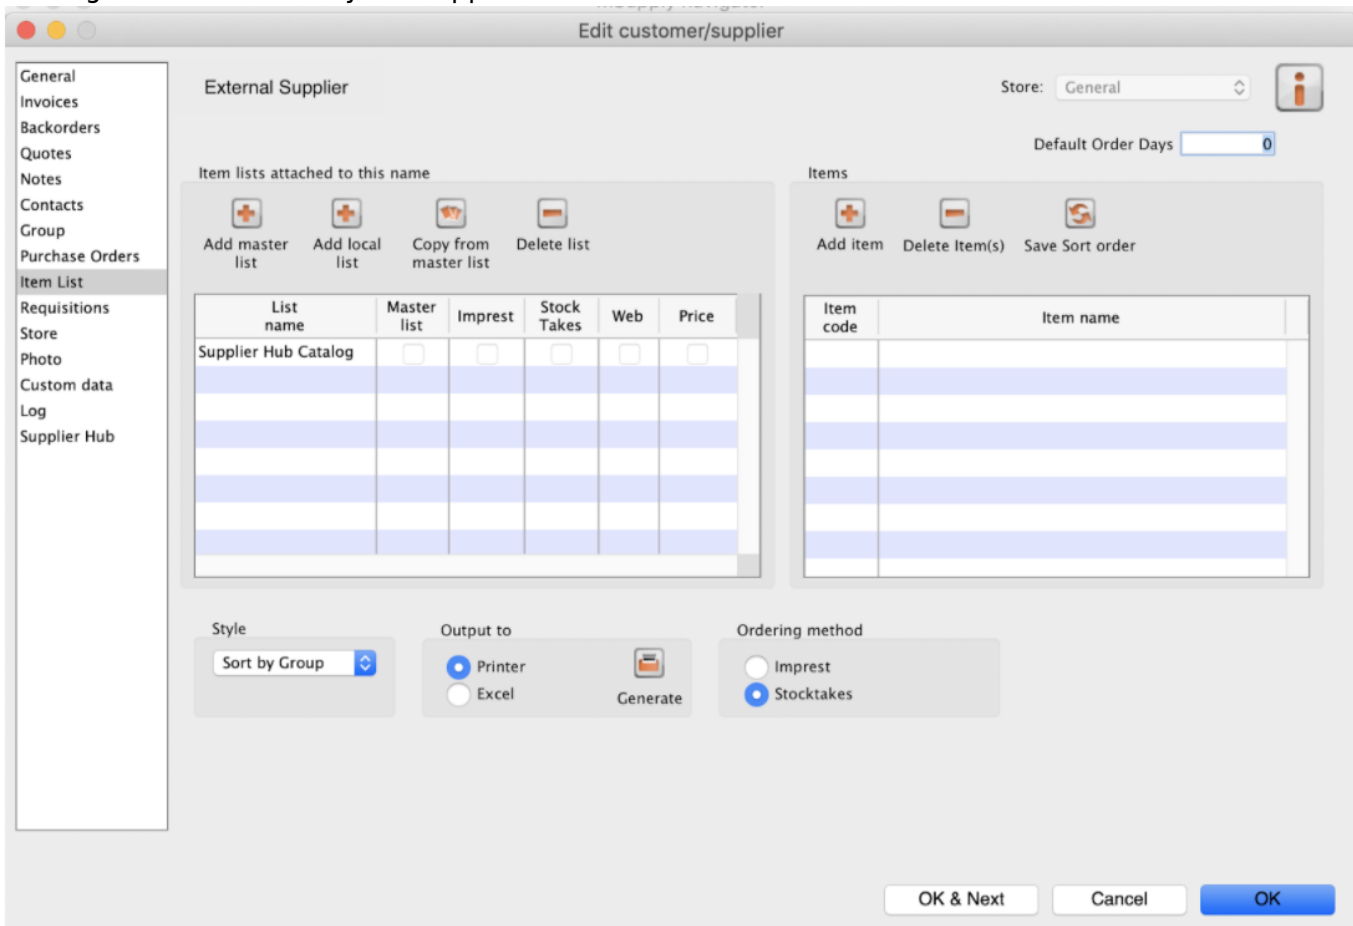 Edit customer/supplier
General
Invoices
Backorders
Quotes
Notes
Contacts
Group
Purchase Orders
Item List
Requisitions
Store
Photo
Custom data
Log
Supplier Hub
External Supplier
Store: General
Default Order Days 0
Item lists attached to this name
Add master list
Add local list
Copy from master list
Delete list
List name
Master list
Imprest
Stock Takes
Web
Price
Supplier Hub Catalog
Items
Add item
Delete Item(s)
Save Sort order
Item code
Item name
Style
Sort by Group
Output to
Printer
Excel
Generate
Ordering method
Imprest
Stocktakes
OK & Next
Cancel
OK